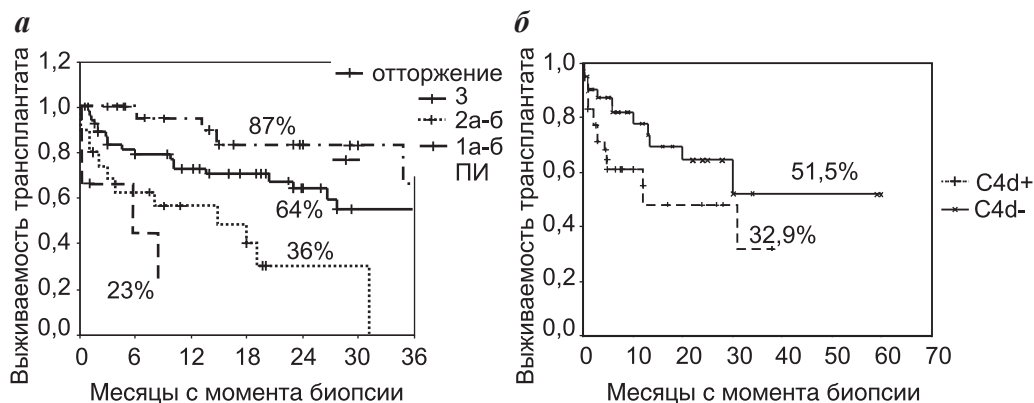 а
Выживаемость трансплантата
1,2
1,0
0,8
0,6
0,4
0,2
0,0
0 6 12 18 24 30 36
Месяцы с момента биопсии
отторжение
3
2а-б
1а-б
ПИ
87%
64%
36%
23%
б
Выживаемость трансплантата
1,0
0,8
0,6
0,4
0,2
0,0
0 10 20 30 40 50 60 70
Месяцы с момента биопсии
51,5%
32,9%
C4d+
C4d-